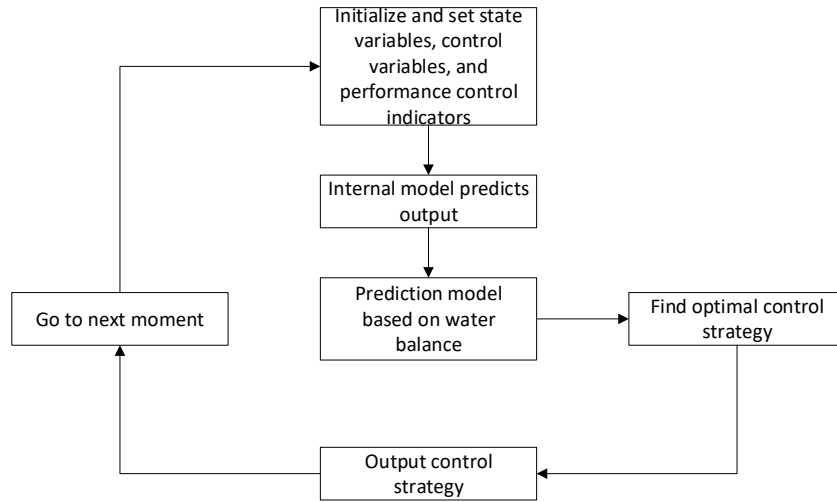 Initialize and set state
variables, control
variables, and
performance control
indicators
Internal model predicts
output
Prediction model
based on water
balance
Find optimal control
strategy
Go to next moment
Output control
strategy